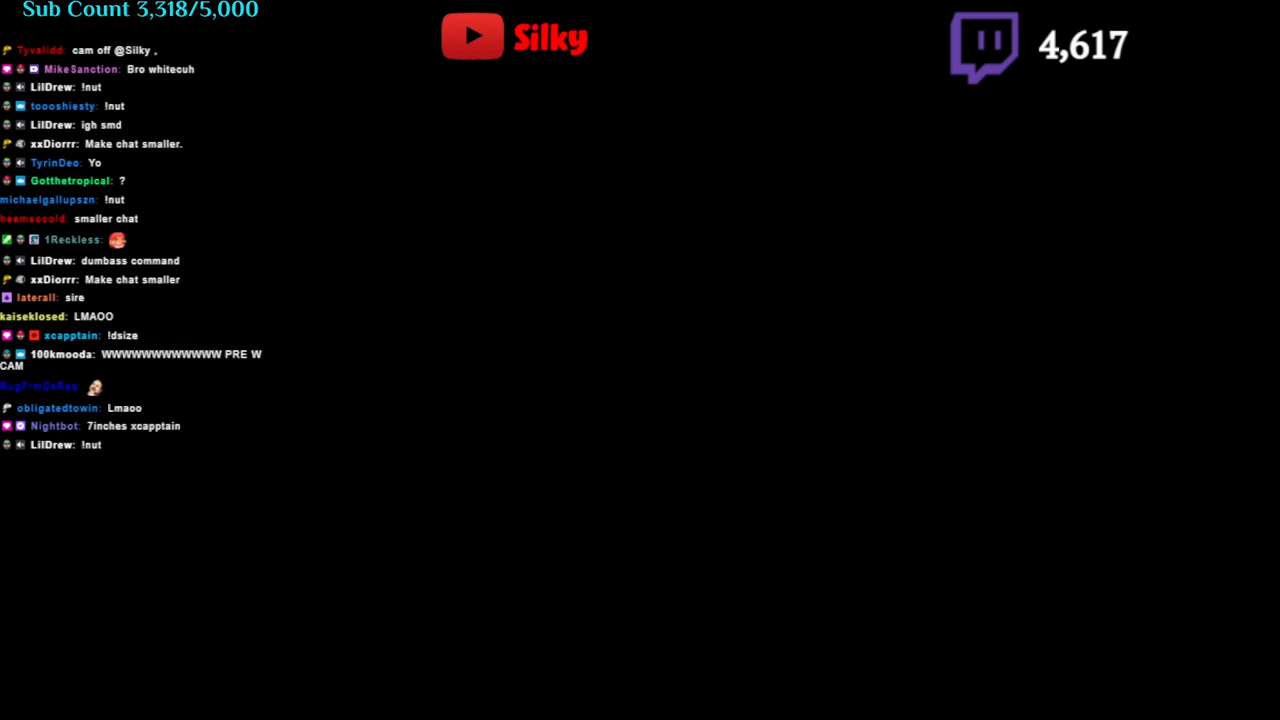 Sub Count 3,318/5,000
Silky
4,617
Tyvalidd: cam off @Silky .
MikeSanction: Bro whitecuh
LilDrew: !nut
toooshiesty: !nut
LilDrew: igh smd
xxDiorrr: Make chat smaller.
TyrinDeo: Yo
Gotthetropical: ?
michaelgallupszn: !nut
heemsccold: smaller chat
1Reckless:
LilDrew: dumbass command
xxDiorrr: Make chat smaller
laterall: sire
kaiseklosed: LMAOO
xcapptain: !dsize
100kmooda: WWWWWWWWWWWW PRE W
CAM
obligatedtowin: Lmaoo
Nightbot: 7inches xcapptain
LilDrew: !nut